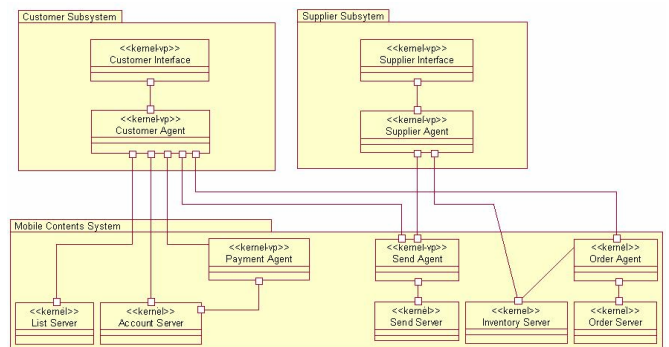 Customer Subsystem
Supplier Subsytem
<<kernel-vp>>
Customer Interface
<<kernel-vp>>
Supplier Interface
<<kernel-vp>>
Customer Agent
<<kernel-vp>>
Supplier Agent
Mobile Contents System
<<kernel-vp>>
Payment Agent
<<kernel-vp>>
Send Agent
<<kernel>>
Order Agent
<<kernel>>
List Server
<<kernel>>
Account Server
<<kernel>>
Send Server
<<kernel>>
Inventory Server
<<kernel>>
Order Server